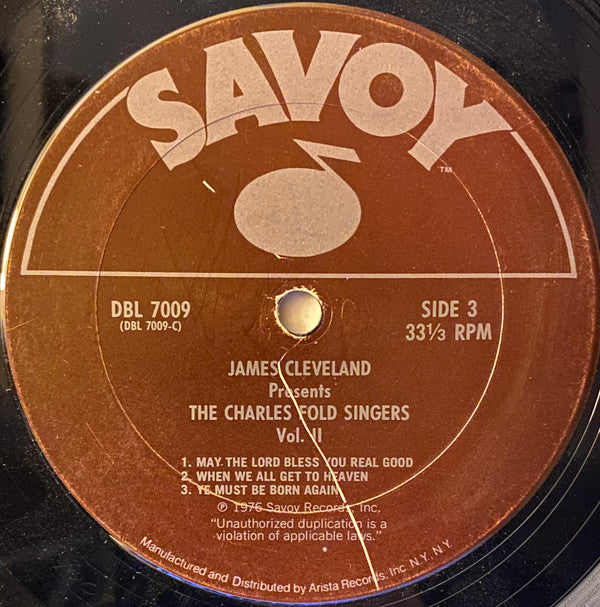 SAVOY
TM
DBL 7009
(DBL 7009-C)
SIDE 3
33⅓ RPM
JAMES CLEVELAND
Presents
THE CHARLES FOLD SINGERS
Vol. II
1. MAY THE LORD BLESS YOU REAL GOOD
2. WHEN WE ALL GET TO HEAVEN
3. YE MUST BE BORN AGAIN
℗ 1976 Savoy Records, Inc.
"Unauthorized duplication is a
violation of applicable laws."
Manufactured and Distributed by Arista Records, Inc. N.Y., N.Y.